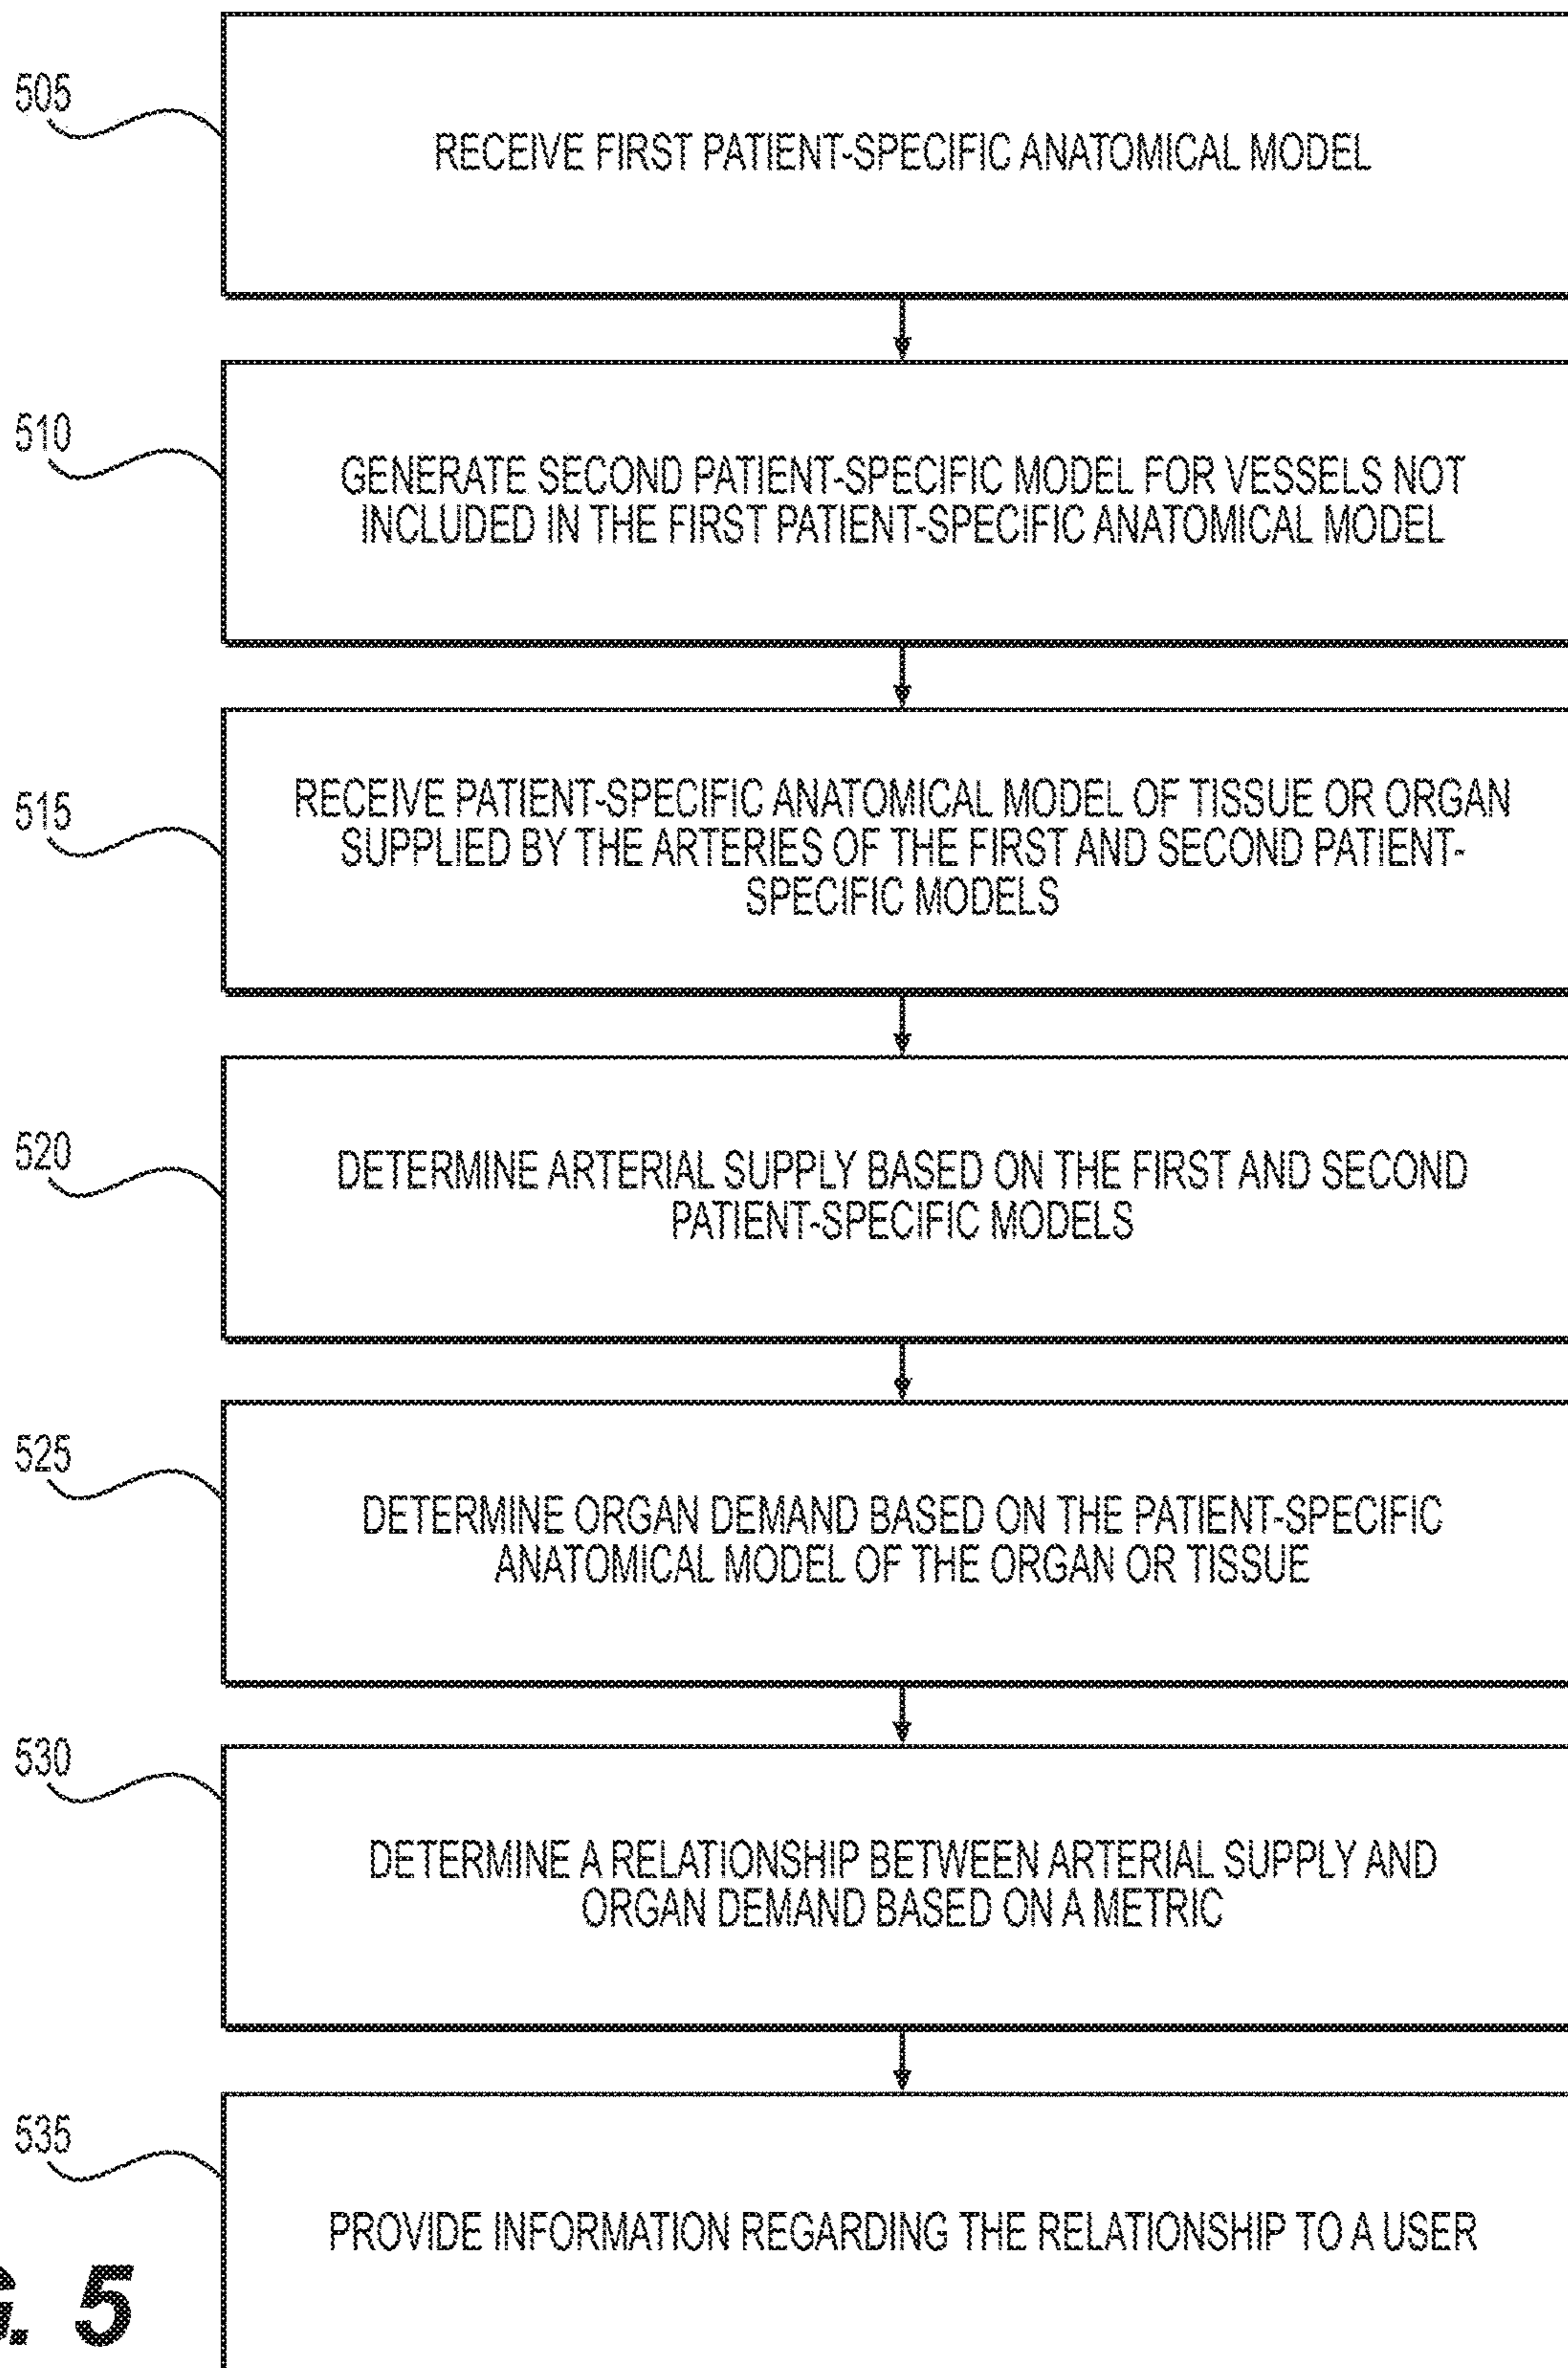 505
RECEIVE FIRST PATIENT-SPECIFIC ANATOMICAL MODEL
510
GENERATE SECOND PATIENT-SPECIFIC MODEL FOR VESSELS NOT
INCLUDED IN THE FIRST PATIENT-SPECIFIC ANATOMICAL MODEL
515
RECEIVE PATIENT-SPECIFIC ANATOMICAL MODEL OF TISSUE OR ORGAN
SUPPLIED BY THE ARTERIES OF THE FIRST AND SECOND PATIENT-
SPECIFIC MODELS
520
DETERMINE ARTERIAL SUPPLY BASED ON THE FIRST AND SECOND
PATIENT-SPECIFIC MODELS
525
DETERMINE ORGAN DEMAND BASED ON THE PATIENT-SPECIFIC
ANATOMICAL MODEL OF THE ORGAN OR TISSUE
530
DETERMINE A RELATIONSHIP BETWEEN ARTERIAL SUPPLY AND
ORGAN DEMAND BASED ON A METRIC
535
PROVIDE INFORMATION REGARDING THE RELATIONSHIP TO A USER
G. 5